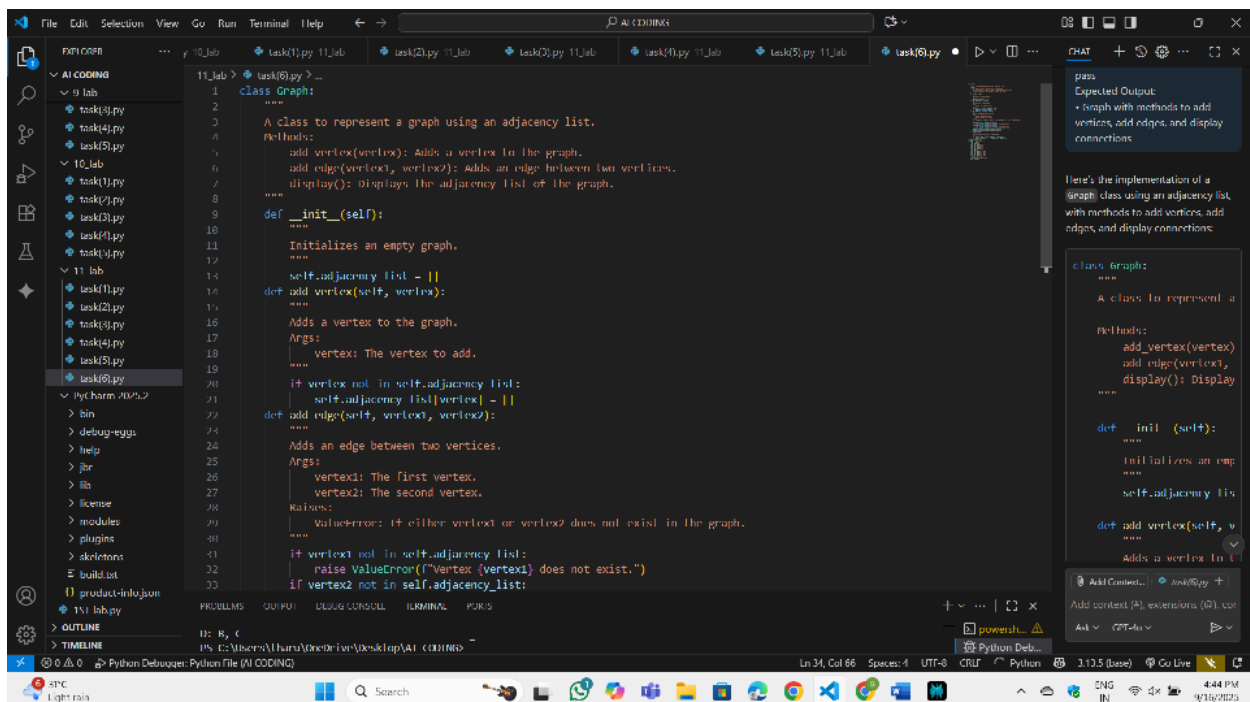 File Edit Selection View Go Run Terminal Help
AI CODING
EXPLORER
AI CODING
9_lab
task(3).py
task(4).py
task(5).py
10_lab
task(1).py
task(2).py
task(3).py
task(4).py
task(5).py
11_lab
task(1).py
task(2).py
task(3).py
task(4).py
task(5).py
task(6).py
PyCharm 2025.2
bin
debug-eggs
help
jbr
lib
license
modules
plugins
skeletons
build.txt
product-info.json
1ST lab.py
OUTLINE
TIMELINE
10_lab task(1).py 11_lab task(2).py 11_lab task(3).py 11_lab task(4).py 11_lab task(5).py 11_lab task(6).py
11_lab > task(6).py > ...
1 class Graph:
2 """
3 A class to represent a graph using an adjacency list.
4 Methods:
5 add_vertex(vertex): Adds a vertex to the graph.
6 add_edge(vertex1, vertex2): Adds an edge between two vertices.
7 display(): Displays the adjacency list of the graph.
8 """
9 def __init__(self):
10 """
11 Initializes an empty graph.
12 """
13 self.adjacency_list = {}
14 def add_vertex(self, vertex):
15 """
16 Adds a vertex to the graph.
17 Args:
18 vertex: The vertex to add.
19 """
20 if vertex not in self.adjacency_list:
21 self.adjacency_list[vertex] = []
22 def add_edge(self, vertex1, vertex2):
23 """
24 Adds an edge between two vertices.
25 Args:
26 vertex1: The first vertex.
27 vertex2: The second vertex.
28 Raises:
29 ValueError: If either vertex1 or vertex2 does not exist in the graph.
30 """
31 if vertex1 not in self.adjacency_list:
32 raise ValueError(f"Vertex {vertex1} does not exist.")
33 if vertex2 not in self.adjacency_list:
PROBLEMS OUTPUT DEBUG CONSOLE TERMINAL PORTS
D: B, C
PS C:\Users\tharu\OneDrive\Desktop\AI CODING>
powersh...
Python Deb...
CHAT
pass
Expected Output:
• Graph with methods to add
vertices, add edges, and display
connections
Here's the implementation of a
Graph class using an adjacency list,
with methods to add vertices, add
edges, and display connections:
class Graph:
"""
A class to represent a
Methods:
add_vertex(vertex)
add_edge(vertex1,
display(): Display
"""
def __init__(self):
"""
Initializes an emp
"""
self.adjacency_lis
def add_vertex(self, v
"""
Adds a vertex to t
Add Context... task(6).py +
Add context (#), extensions (@), cor
Ask GPT-4o
0 0 0 Python Debugger: Python File (AI CODING) Ln 34, Col 66 Spaces: 4 UTF-8 CRLF Python 3.13.5 (base) Go Live
6
31°C
Light rain
Search
ENG
IN
4:44 PM
9/16/2025